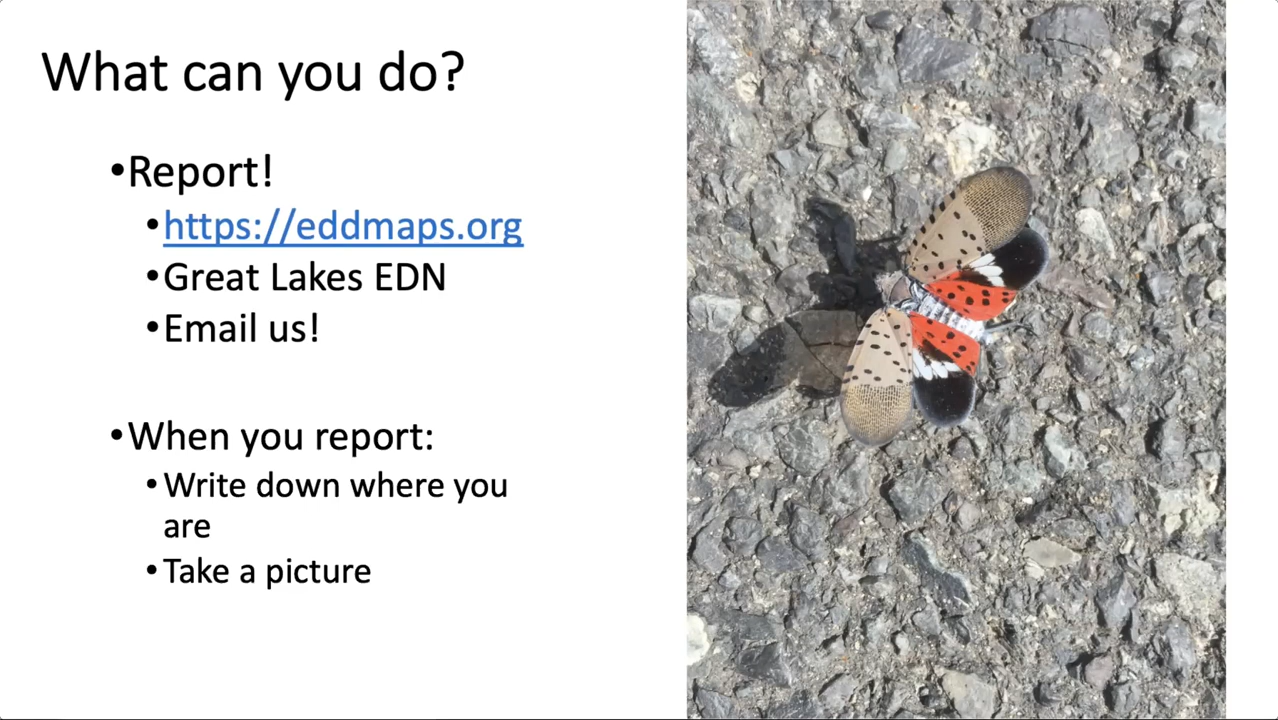 What can you do?
•Report!
•https://eddmaps.org
•Great Lakes EDN
•Email us!
•When you report:
•Write down where you
are
•Take a picture